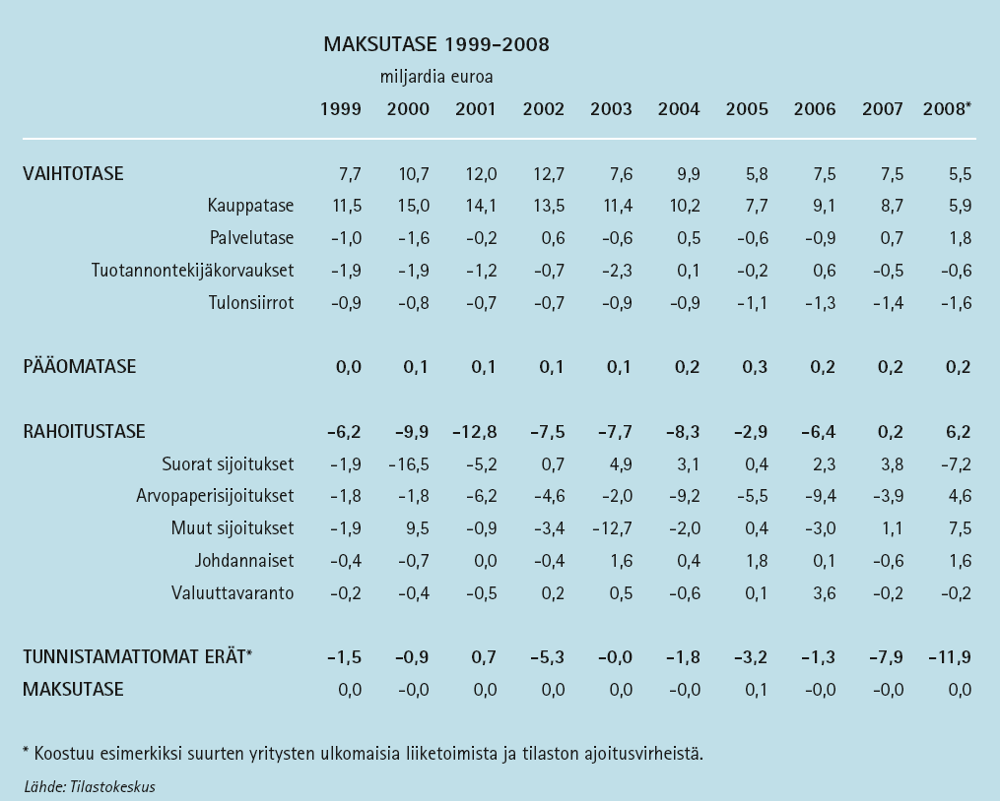 MAKSUTASE 1999-2008
miljardia euroa
1999 2000 2001 2002 2003 2004 2005 2006 2007 2008*
VAIHTOTASE 7,7 10,7 12,0 12,7 7,6 9,9 5,8 7,5 7,5 5,5
Kauppatase 11,5 15,0 14,1 13,5 11,4 10,2 7,7 9,1 8,7 5,9
Palvelutase -1,0 -1,6 -0,2 0,6 -0,6 0,5 -0,6 -0,9 0,7 1,8
Tuotannontekijäkorvaukset -1,9 -1,9 -1,2 -0,7 -2,3 0,1 -0,2 0,6 -0,5 -0,6
Tulonsiirrot -0,9 -0,8 -0,7 -0,7 -0,9 -0,9 -1,1 -1,3 -1,4 -1,6
PÄÄOMATASE 0,0 0,1 0,1 0,1 0,1 0,2 0,3 0,2 0,2 0,2
RAHOITUSTASE -6,2 -9,9 -12,8 -7,5 -7,7 -8,3 -2,9 -6,4 0,2 6,2
Suorat sijoitukset -1,9 -16,5 -5,2 0,7 4,9 3,1 0,4 2,3 3,8 -7,2
Arvopaperisijoitukset -1,8 -1,8 -6,2 -4,6 -2,0 -9,2 -5,5 -9,4 -3,9 4,6
Muut sijoitukset -1,9 9,5 -0,9 -3,4 -12,7 -2,0 0,4 -3,0 1,1 7,5
Johdannaiset -0,4 -0,7 0,0 -0,4 1,6 0,4 1,8 0,1 -0,6 1,6
Valuuttavaranto -0,2 -0,4 -0,5 0,2 0,5 -0,6 0,1 3,6 -0,2 -0,2
TUNNISTAMATTOMAT ERÄT* -1,5 -0,9 0,7 -5,3 -0,0 -1,8 -3,2 -1,3 -7,9 -11,9
MAKSUTASE 0,0 -0,0 0,0 0,0 0,0 -0,0 0,1 -0,0 -0,0 0,0
* Koostuu esimerkiksi suurten yritysten ulkomaisia liiketoimista ja tilaston ajoitusvirheistä.
Lähde: Tilastokeskus